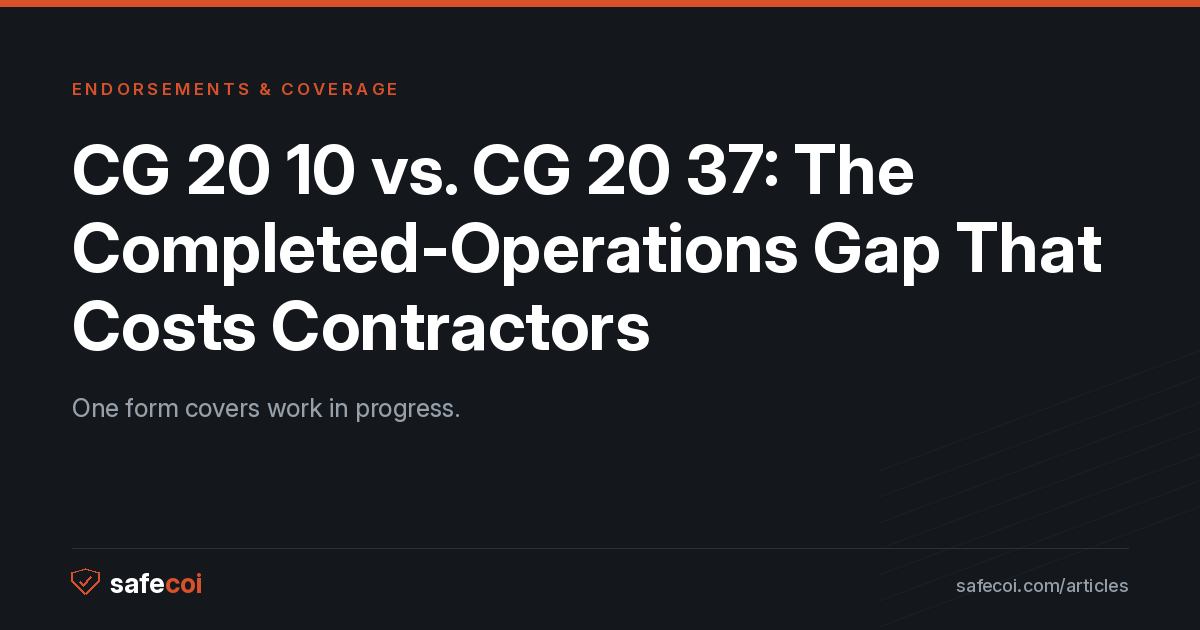 ENDORSEMENTS & COVERAGE
CG 20 10 vs. CG 20 37: The
Completed-Operations Gap That
Costs Contractors
One form covers work in progress.
safecoi
safecoi.com/articles